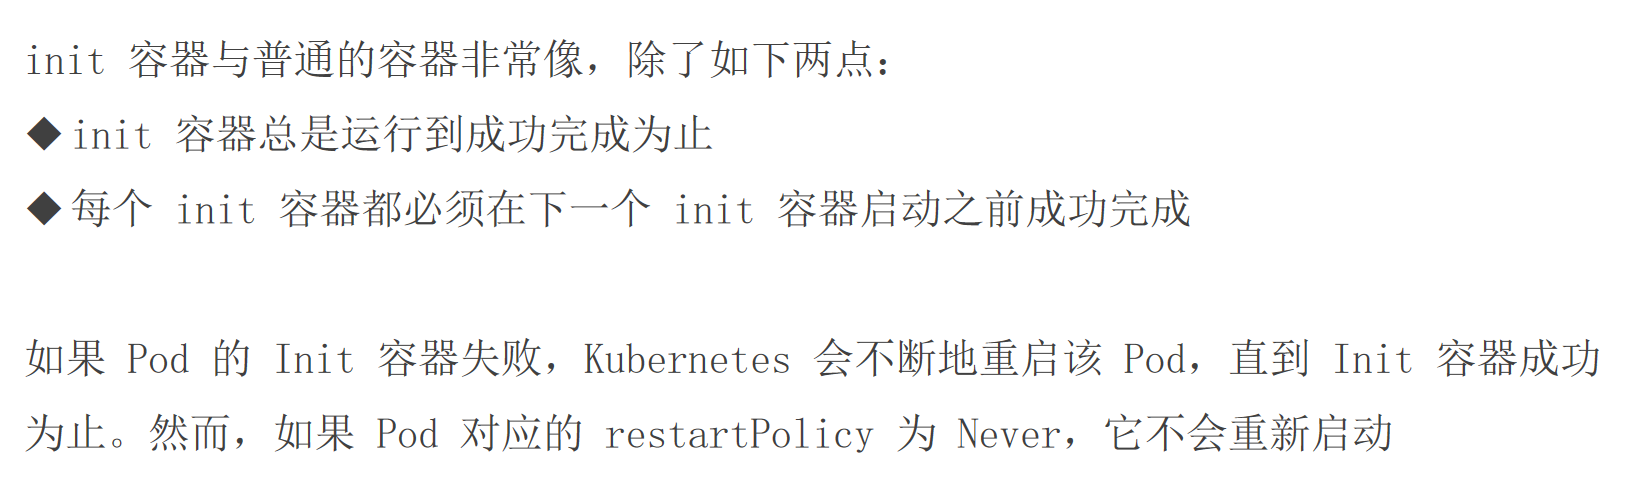 init 容器与普通的容器非常像，除了如下两点：
◆init 容器总是运行到成功完成为止
◆每个 init 容器都必须在下一个 init 容器启动之前成功完成
如果 Pod 的 Init 容器失败，Kubernetes 会不断地重启该 Pod，直到 Init 容器成功
为止。然而，如果 Pod 对应的 restartPolicy 为 Never，它不会重新启动